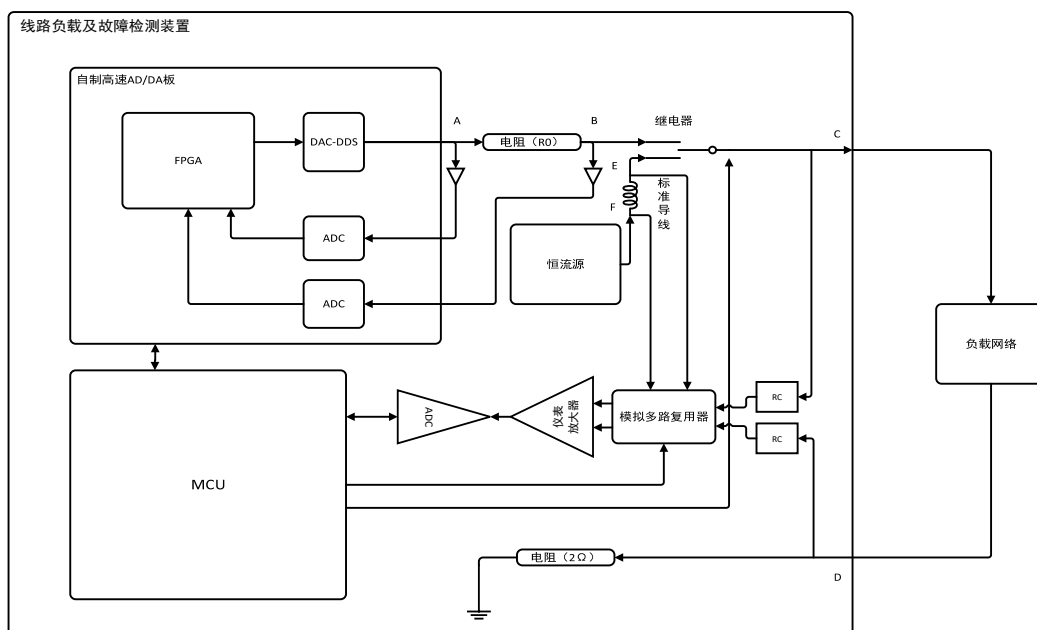 线路负载及故障检测装置
自制高速AD/DA板
FPGA
DAC-DDS
A
电阻（R0）
B
继电器
C
ADC
E
F
标准导线
恒流源
ADC
负载网络
MCU
ADC
仪表
放大器
模拟多路复用器
RC
RC
电阻（2Ω）
D